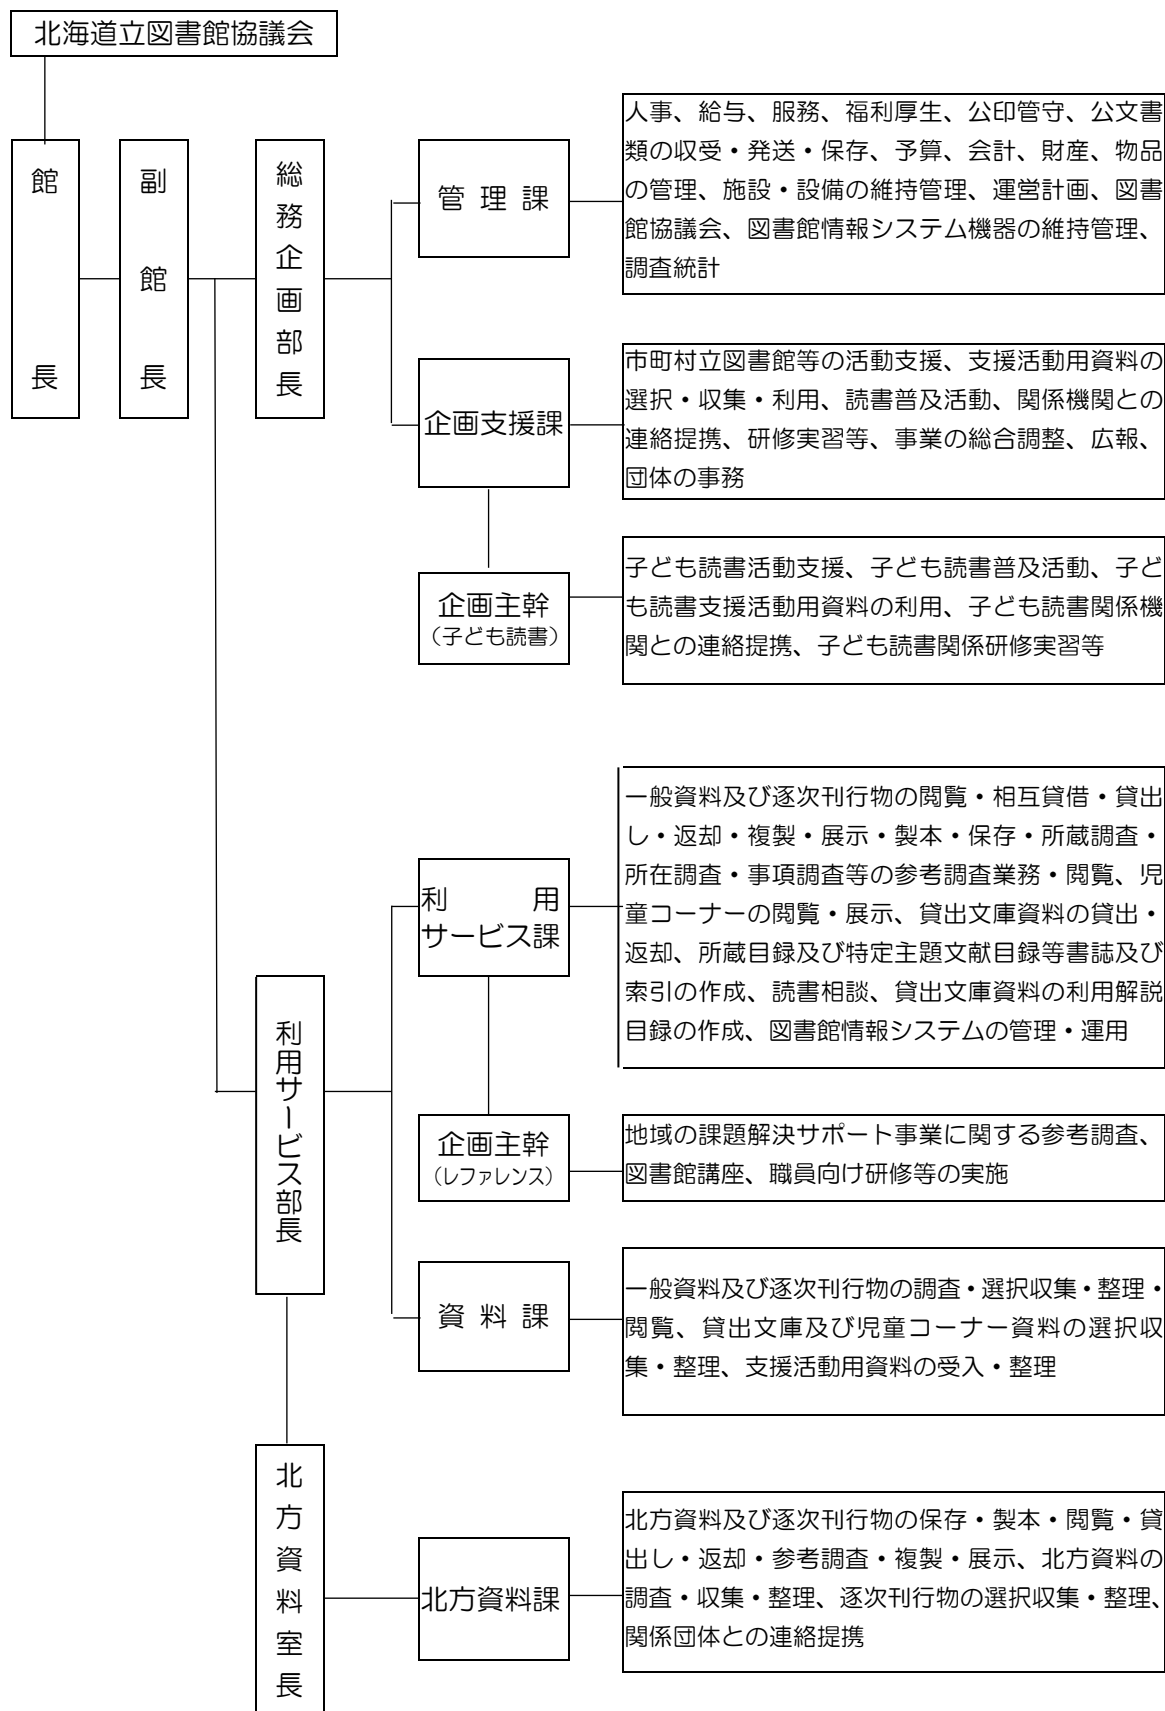 北海道立図書館協議会
館長
副館長
総務企画部長
管理課
人事、給与、服務、福利厚生、公印管守、公文書
類の収受・発送・保存、予算、会計、財産、物品
の管理、施設・設備の維持管理、運営計画、図書
館協議会、図書館情報システム機器の維持管理、
調査統計
企画支援課
市町村立図書館等の活動支援、支援活動用資料の
選択・収集・利用、読書普及活動、関係機関との
連絡提携、研修実習等、事業の総合調整、広報、
団体の事務
企画主幹
（子ども読書）
子ども読書活動支援、子ども読書普及活動、子ど
も読書支援活動用資料の利用、子ども読書関係機
関との連絡提携、子ども読書関係研修実習等
利用サービス部長
利用
サービス課
一般資料及び逐次刊行物の閲覧・相互貸借・貸出
し・返却・複製・展示・製本・保存・所蔵調査・
所在調査・事項調査等の参考調査業務・閲覧、児
童コーナーの閲覧・展示、貸出文庫資料の貸出・
返却、所蔵目録及び特定主題文献目録等書誌及び
索引の作成、読書相談、貸出文庫資料の利用解説
目録の作成、図書館情報システムの管理・運用
企画主幹
（レファレンス）
地域の課題解決サポート事業に関する参考調査、
図書館講座、職員向け研修等の実施
資料課
一般資料及び逐次刊行物の調査・選択収集・整理・
閲覧、貸出文庫及び児童コーナー資料の選択収
集・整理、支援活動用資料の受入・整理
北方資料室長
北方資料課
北方資料及び逐次刊行物の保存・製本・閲覧・貸
出し・返却・参考調査・複製・展示、北方資料の
調査・収集・整理、逐次刊行物の選択収集・整理、
関係団体との連絡提携